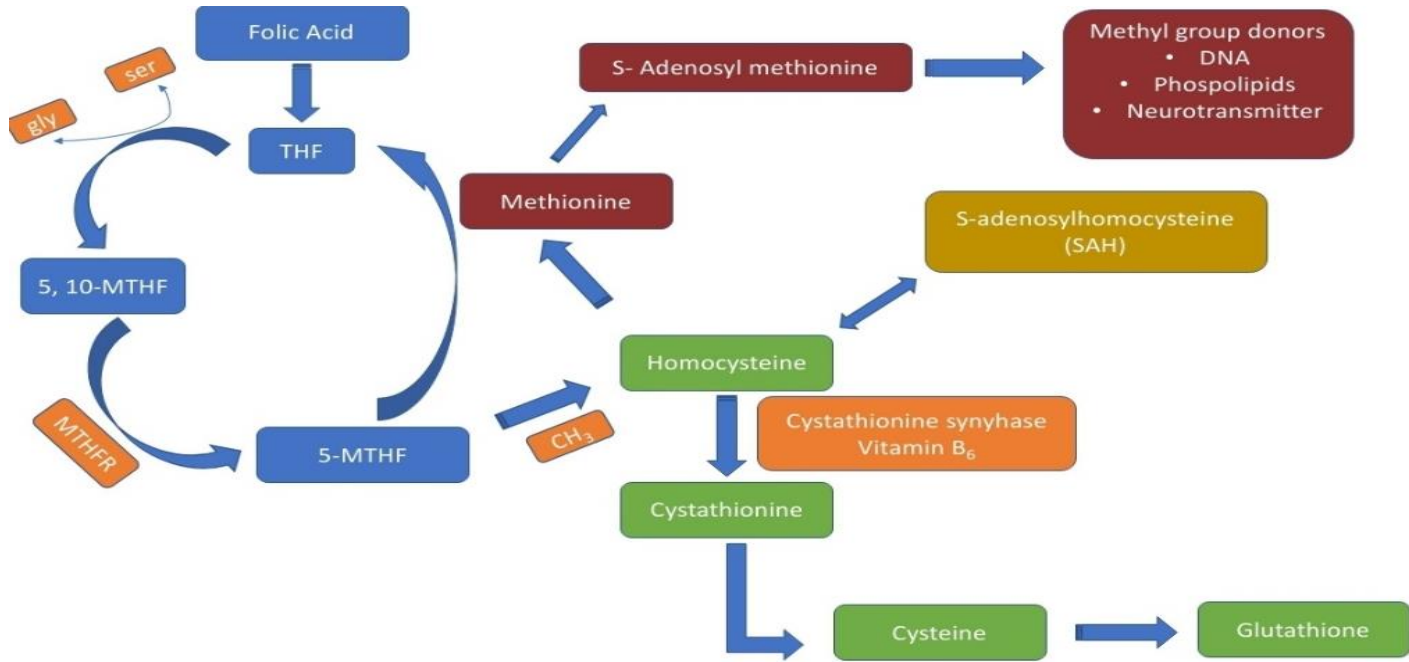 Folic Acid
ser
gly
THF
5, 10-MTHF
MTHFR
5-MTHF
CH₃
S- Adenosyl methionine
Methyl group donors
• DNA
• Phospolipids
• Neurotransmitter
Methionine
S-adenosylhomocysteine
(SAH)
Homocysteine
Cystathionine synyhase
Vitamin B₆
Cystathionine
Cysteine
Glutathione